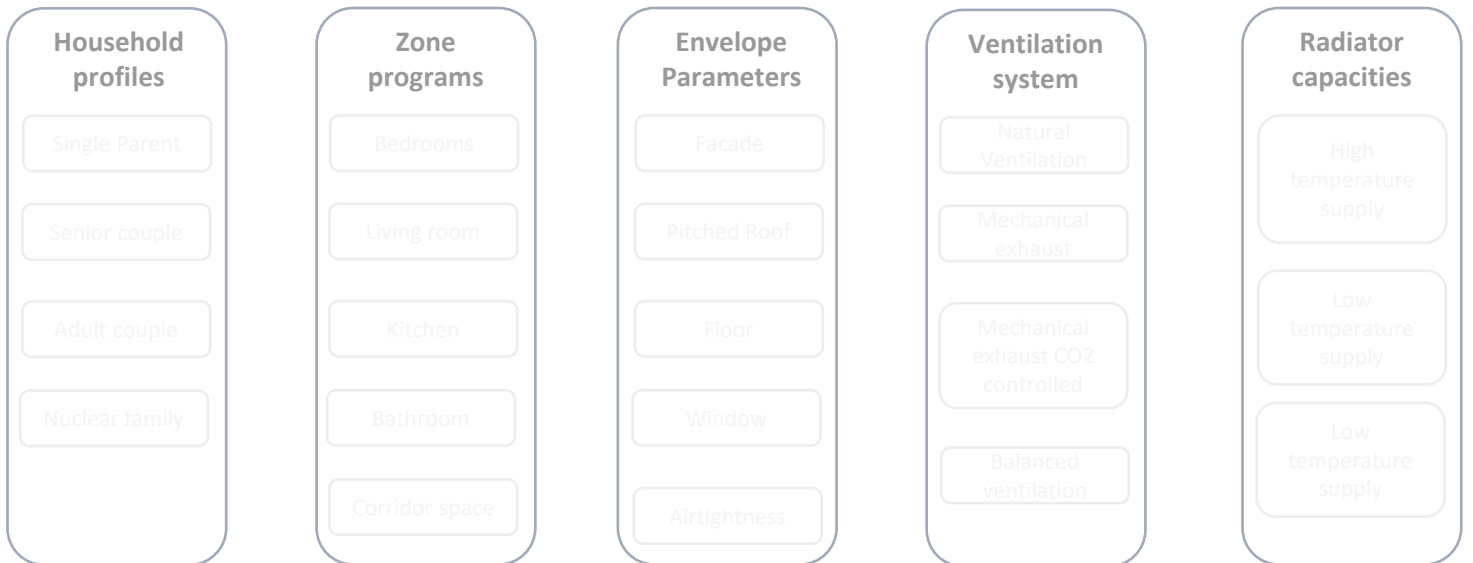 Household
profiles
Single Parent
Senior couple
Adult couple
Nuclear family
Zone
programs
Bedrooms
Living room
Kitchen
Bathroom
Corridor space
Envelope
Parameters
Facade
Pitched Roof
Floor
Window
Airtightness
Ventilation
system
Natural
Ventilation
Mechanical
exhaust
Mechanical
exhaust CO2
controlled
Balanced
ventilation
Radiator
capacities
High
temperature
supply
Low
temperature
supply
Low
temperature
supply